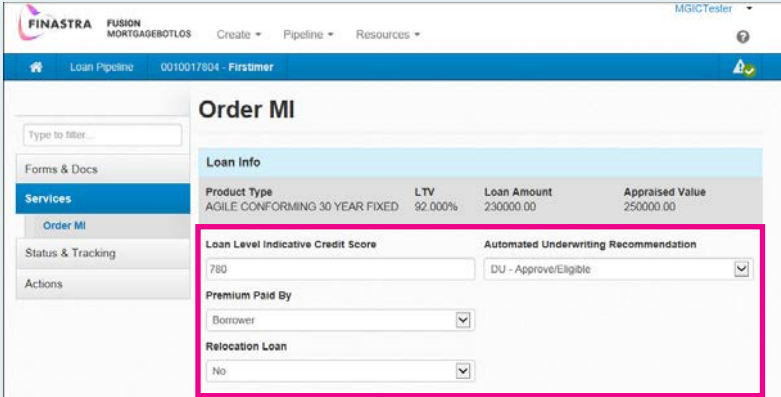 MGICTester
FINASTRA FUSION MORTGAGEBOTLOS Create Pipeline Resources
Loan Pipeline 0010017804 - Firstimer
Order MI
Type to filter...
Loan Info
Forms & Docs
Product Type LTV Loan Amount Appraised Value
AGILE CONFORMING 30 YEAR FIXED 92.000% 230000.00 250000.00
Services
Order MI
Status & Tracking
Actions
Loan Level Indicative Credit Score Automated Underwriting Recommendation
780 DU - Approve/Eligible
Premium Paid By
Borrower
Relocation Loan
No